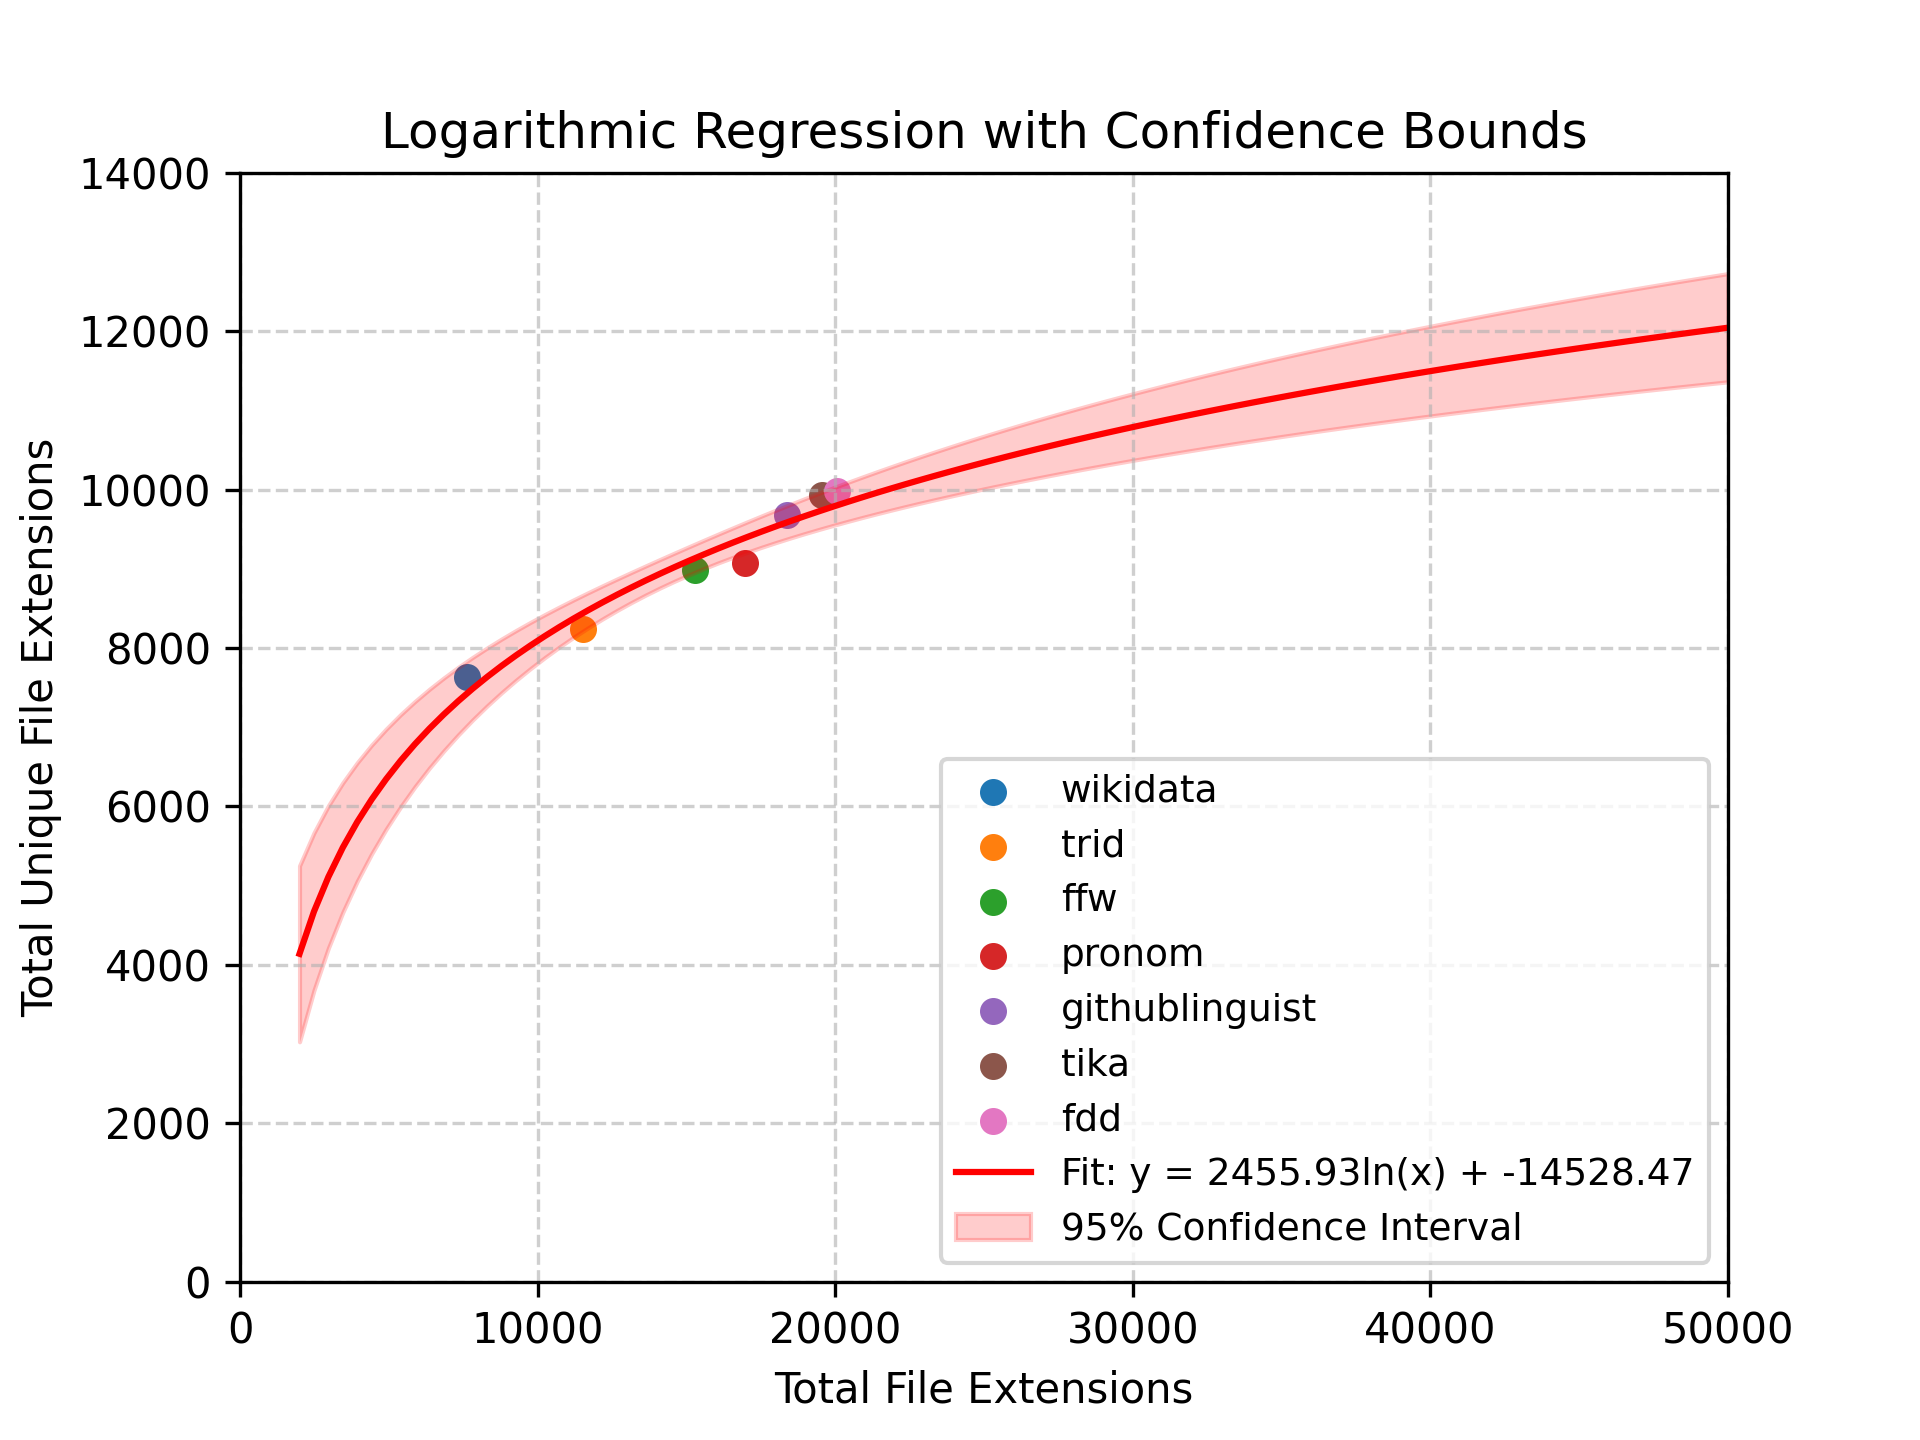 Logarithmic Regression with Confidence Bounds
Total Unique File Extensions
14000
12000
10000
8000
6000
4000
2000
0
wikidata
trid
ffw
pronom
githublinguist
tika
fdd
Fit: y = 2455.93ln(x) + -14528.47
95% Confidence Interval
0 10000 20000 30000 40000 50000
Total File Extensions